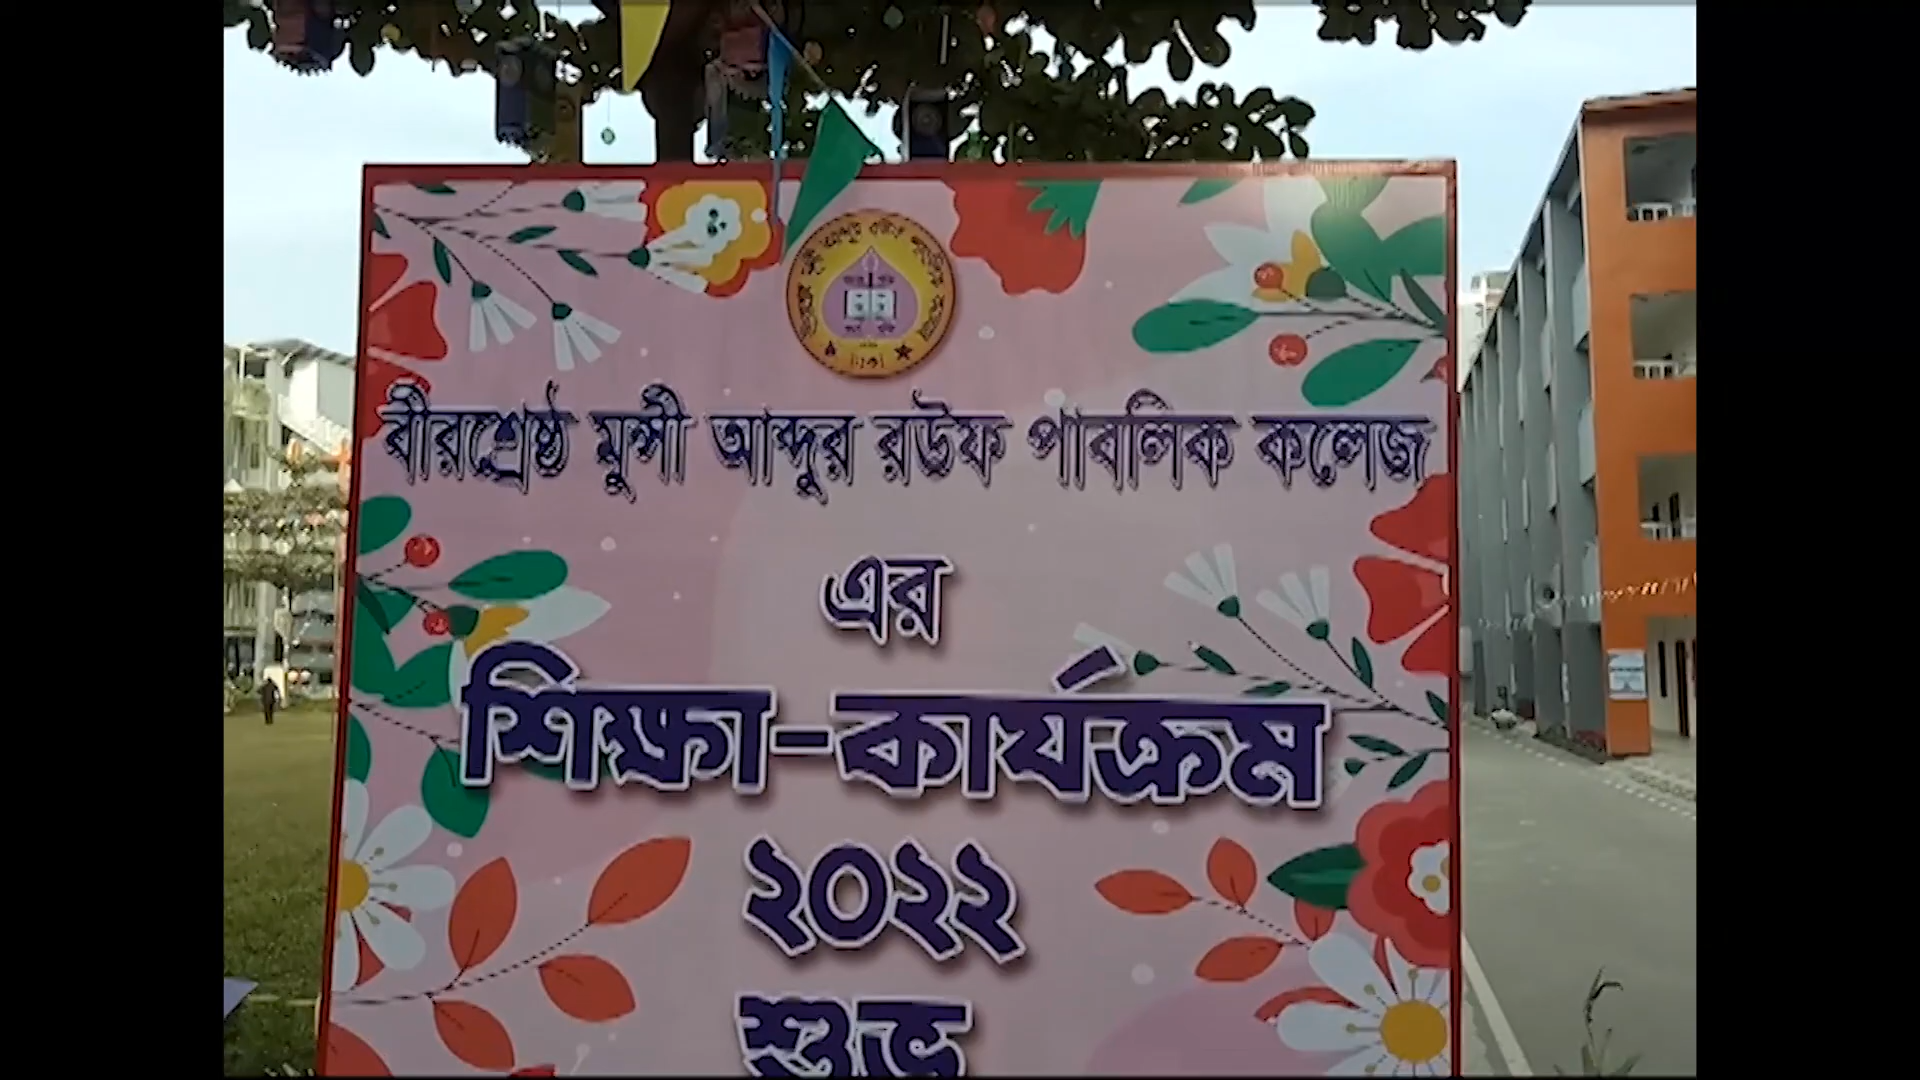 বীরশ্রেষ্ঠ মুন্সী আব্দুর রউফ পাবলিক কলেজ
এর
শিক্ষা-কার্যক্রম
২০২২
শুভ